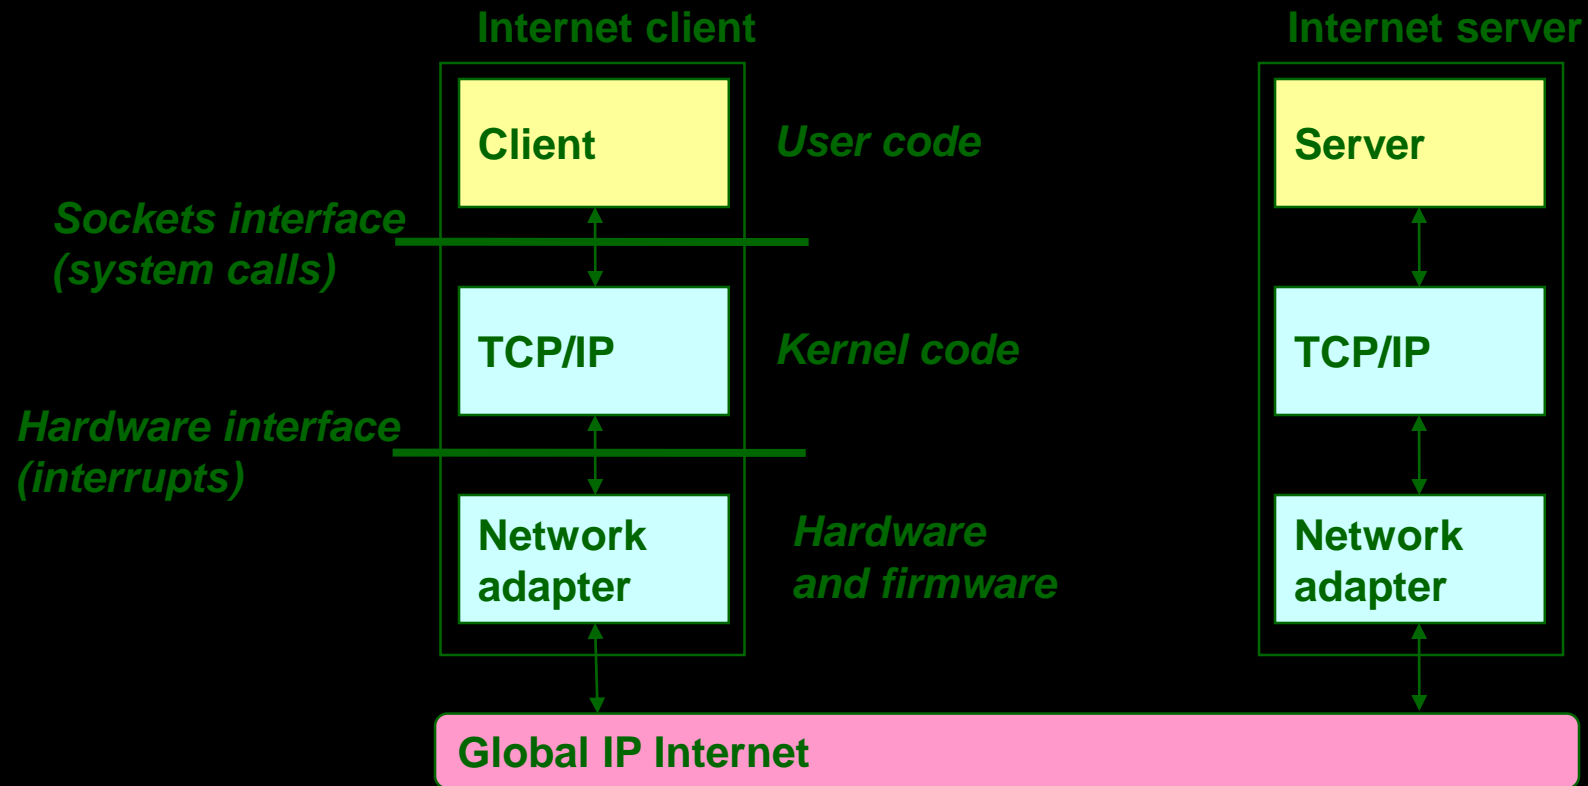 Internet client
Internet server
Client
User code
Server
Sockets interface
(system calls)
TCP/IP
Kernel code
TCP/IP
Hardware interface
(interrupts)
Network
adapter
Hardware
and firmware
Network
adapter
Global IP Internet